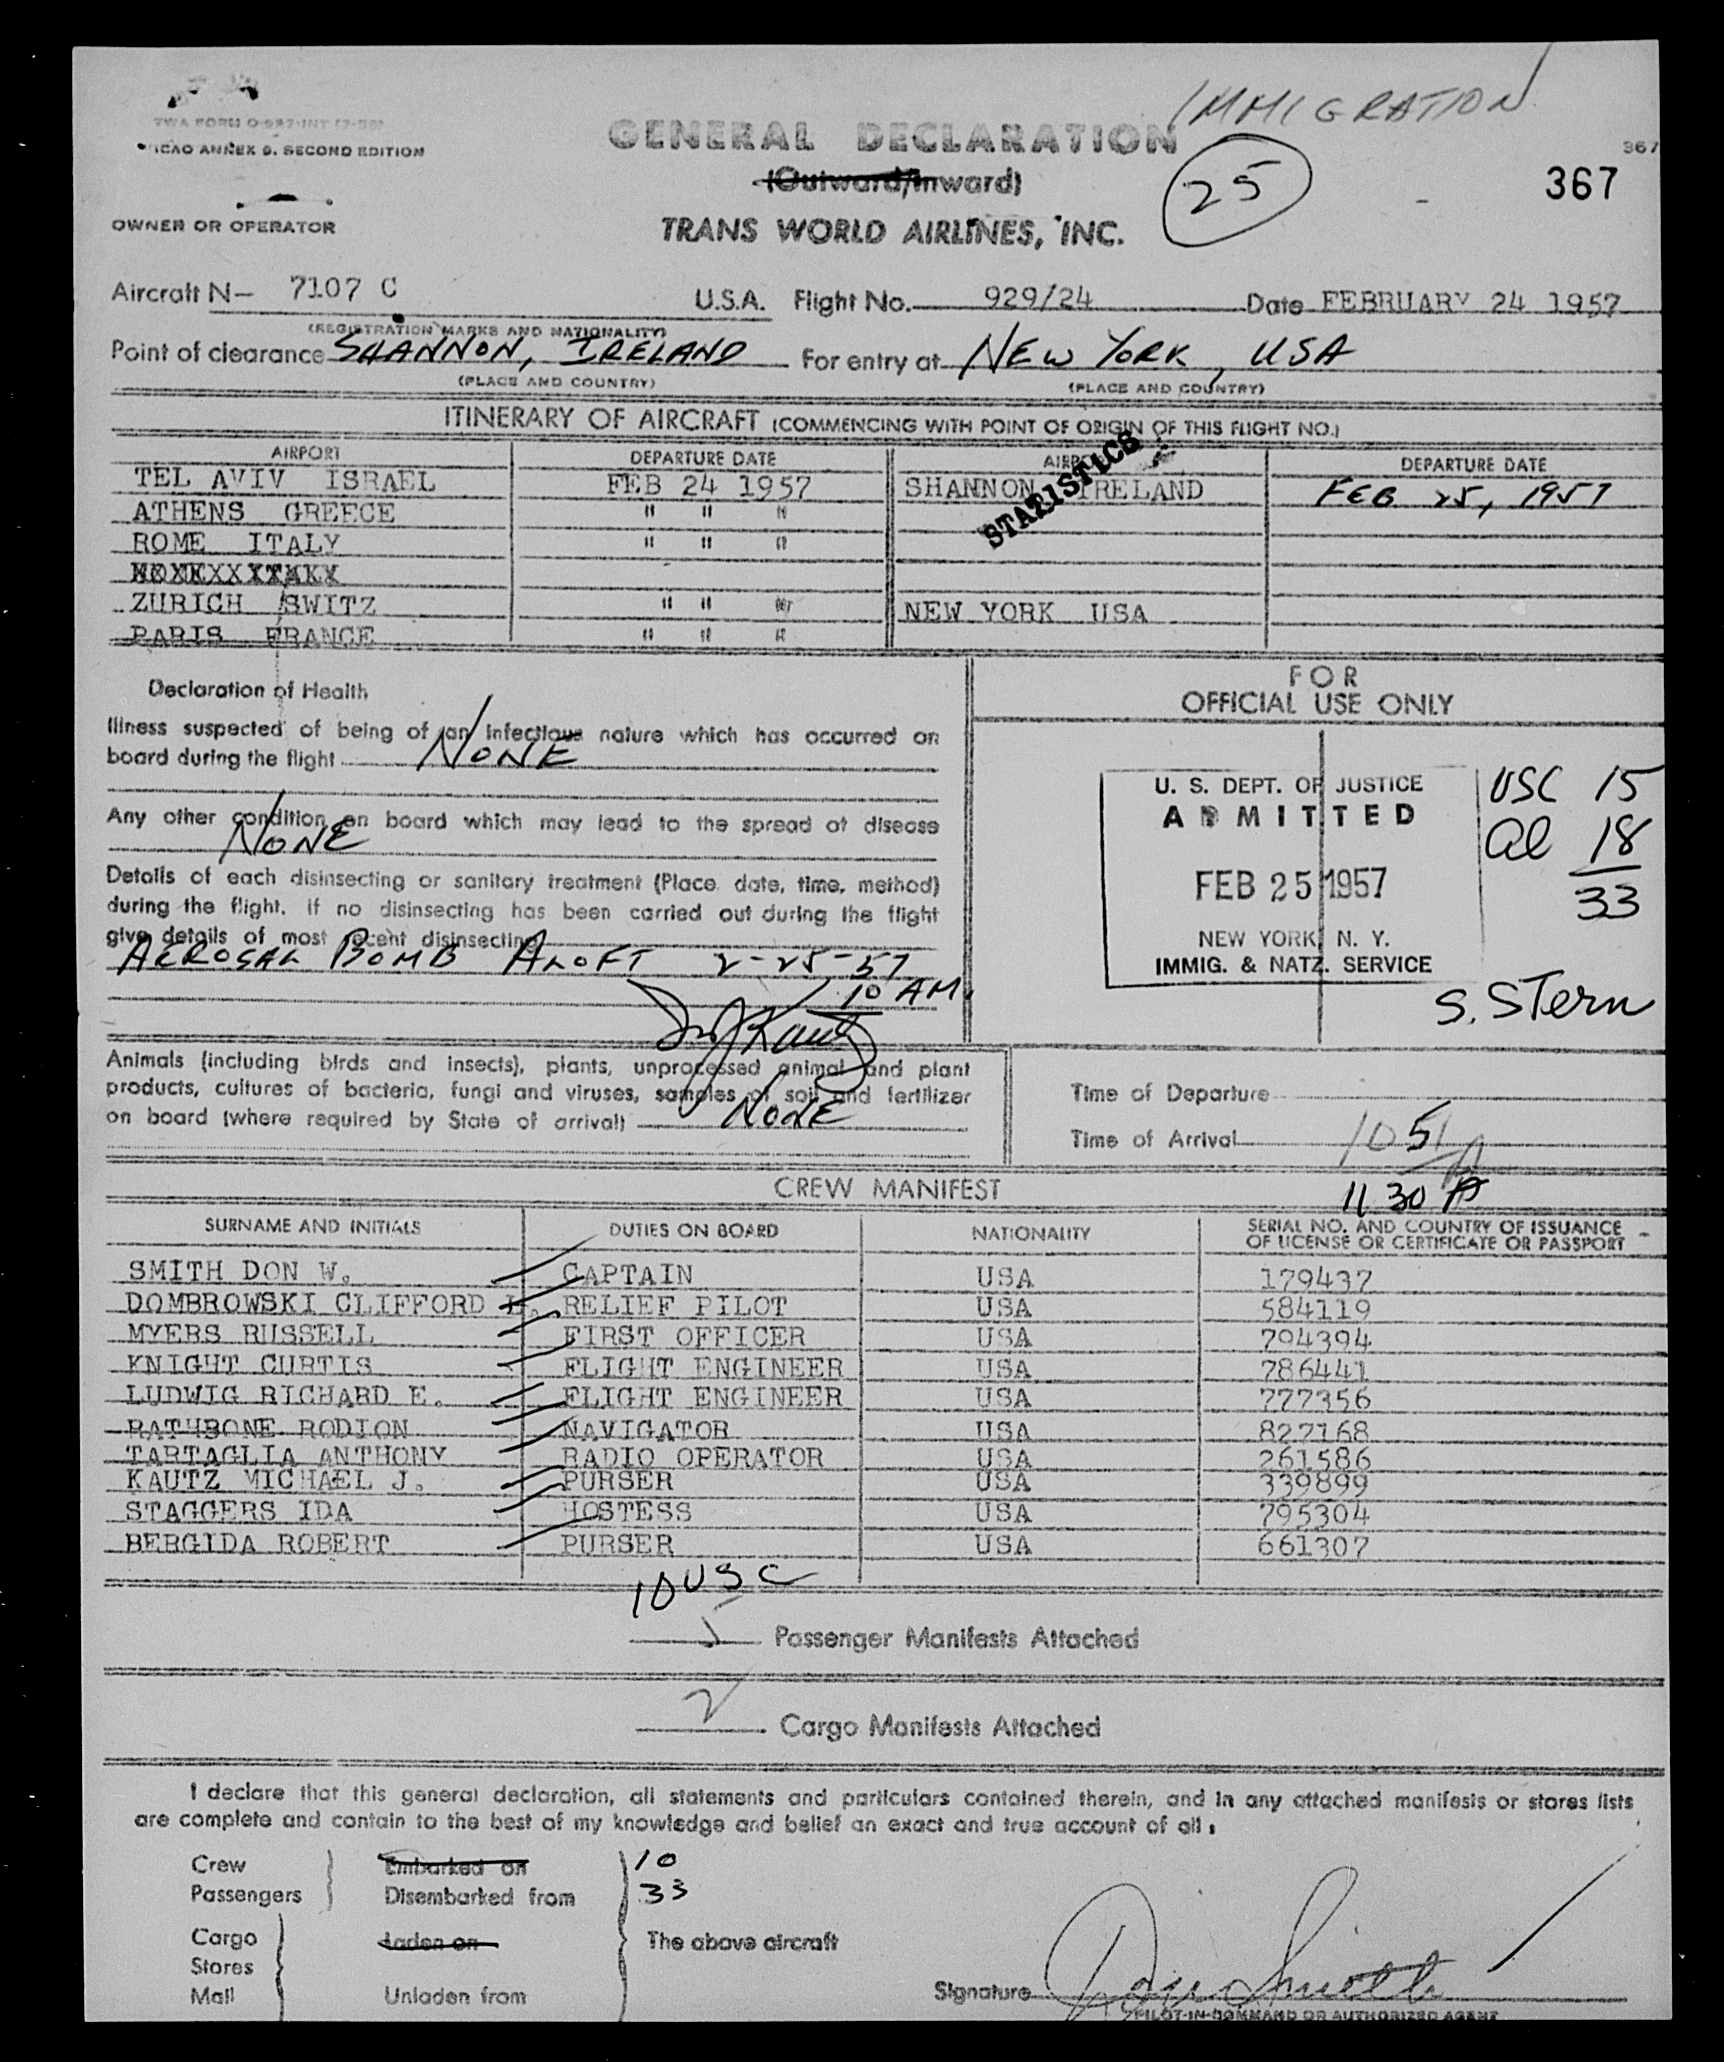 IMMIGRATION
TWA FORM O-987-INT
ICAO ANNEX 9. SECOND EDITION
GENERAL DECLARATION
(Outward/Inward)
25
367
367
OWNER OR OPERATOR
TRANS WORLD AIRLINES, INC.
Aircraft N- 7107 C U.S.A. Flight No. 929/24 Date FEBRUARY 24 1957
(REGISTRATION MARKS AND NATIONALITY)
Point of clearance SHANNON, IRELAND For entry at NEW YORK, USA
(PLACE AND COUNTRY) (PLACE AND COUNTRY)
ITINERARY OF AIRCRAFT (COMMENCING WITH POINT OF ORIGIN OF THIS FLIGHT NO.)
AIRPORT DEPARTURE DATE AIRPORT DEPARTURE DATE
TEL AVIV ISRAEL FEB 24 1957 SHANNON IRELAND FEB 25, 1957
STATISTICS
ATHENS GREECE " " "
ROME ITALY " " "
ZURICH SWITZ " " " NEW YORK USA
PARIS FRANCE " " "
Declaration of Health
Illness suspected of being of an infectious nature which has occurred on
board during the flight NONE
Any other condition on board which may lead to the spread of disease
NONE
Details of each disinsecting or sanitary treatment (Place, date, time, method)
during the flight. If no disinsecting has been carried out during the flight
give details of most recent disinsecting
AEROSAL BOMB ALOFT 2-25-57
10 AM.
FOR
OFFICIAL USE ONLY
U. S. DEPT. OF JUSTICE
ADMITTED
FEB 25 1957
NEW YORK, N. Y.
IMMIG. & NATZ. SERVICE
USC 15
al 18
33
S. Stern
Animals (including birds and insects), plants, unprocessed animal and plant
products, cultures of bacteria, fungi and viruses, samples of soil and fertilizer
on board (where required by State of arrival) NONE
Time of Departure
Time of Arrival 1051 A
11 30 A
CREW MANIFEST
SURNAME AND INITIALS DUTIES ON BOARD NATIONALITY SERIAL NO. AND COUNTRY OF ISSUANCE
OF LICENSE OR CERTIFICATE OR PASSPORT
SMITH DON W. CAPTAIN USA 179437
DOMBROWSKI CLIFFORD L. RELIEF PILOT USA 584119
MYERS RUSSELL FIRST OFFICER USA 794394
KNIGHT CURTIS FLIGHT ENGINEER USA 786441
LUDWIG RICHARD E. FLIGHT ENGINEER USA 777356
RATHBONE RODION NAVIGATOR USA 827168
TARTAGLIA ANTHONY RADIO OPERATOR USA 261586
KAUTZ MICHAEL J. PURSER USA 339899
STAGGERS IDA HOSTESS USA 795304
BERGIDA ROBERT PURSER USA 661307
10 USC
5 Passenger Manifests Attached
2 Cargo Manifests Attached
I declare that this general declaration, all statements and particulars contained therein, and in any attached manifests or stores lists
are complete and contain to the best of my knowledge and belief an exact and true account of all:
Crew Embarked on 10
Passengers Disembarked from 33
Cargo Laden on The above aircraft
Stores
Mail Unladen from
Signature
PILOT-IN-COMMAND OR AUTHORIZED AGENT